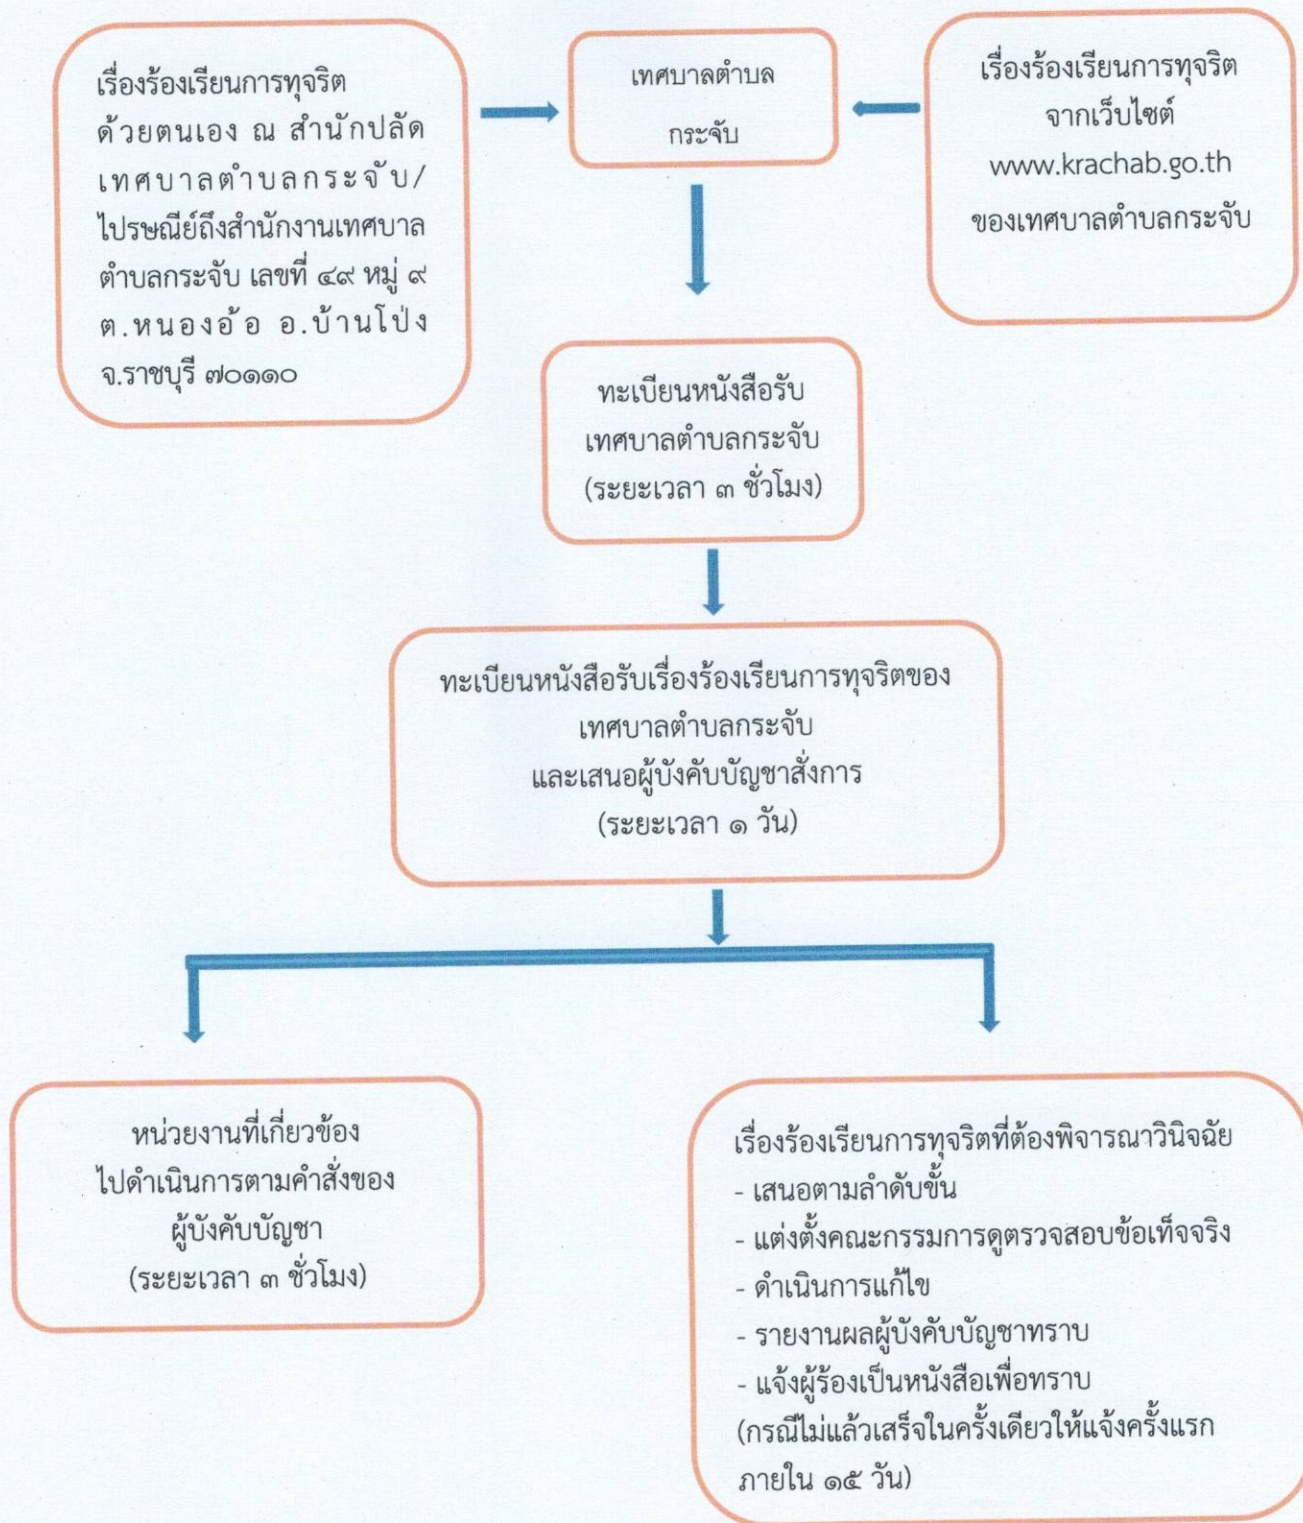 เรื่องร้องเรียนการทุจริต
ด้วยตนเอง ณ สำนักปลัด
เทศบาลตำบลกระจับ/
ไปรษณีย์ถึงสำนักงานเทศบาล
ตำบลกระจับ เลขที่ ๔๙ หมู่ ๙
ต.หนองอ้อ อ.บ้านโป่ง
จ.ราชบุรี ๗๐๑๑๐
เทศบาลตำบล
กระจับ
เรื่องร้องเรียนการทุจริต
จากเว็บไซต์
www.krachab.go.th
ของเทศบาลตำบลกระจับ
ทะเบียนหนังสือรับ
เทศบาลตำบลกระจับ
(ระยะเวลา ๓ ชั่วโมง)
ทะเบียนหนังสือรับเรื่องร้องเรียนการทุจริตของ
เทศบาลตำบลกระจับ
และเสนอผู้บังคับบัญชาสั่งการ
(ระยะเวลา ๑ วัน)
หน่วยงานที่เกี่ยวข้อง
ไปดำเนินการตามคำสั่งของ
ผู้บังคับบัญชา
(ระยะเวลา ๓ ชั่วโมง)
เรื่องร้องเรียนการทุจริตที่ต้องพิจารณาวินิจฉัย
- เสนอตามลำดับขั้น
- แต่งตั้งคณะกรรมการดูตรวจสอบข้อเท็จจริง
- ดำเนินการแก้ไข
- รายงานผลผู้บังคับบัญชาทราบ
- แจ้งผู้ร้องเป็นหนังสือเพื่อทราบ
(กรณีไม่แล้วเสร็จในครั้งเดียวให้แจ้งครั้งแรก
ภายใน ๑๕ วัน)